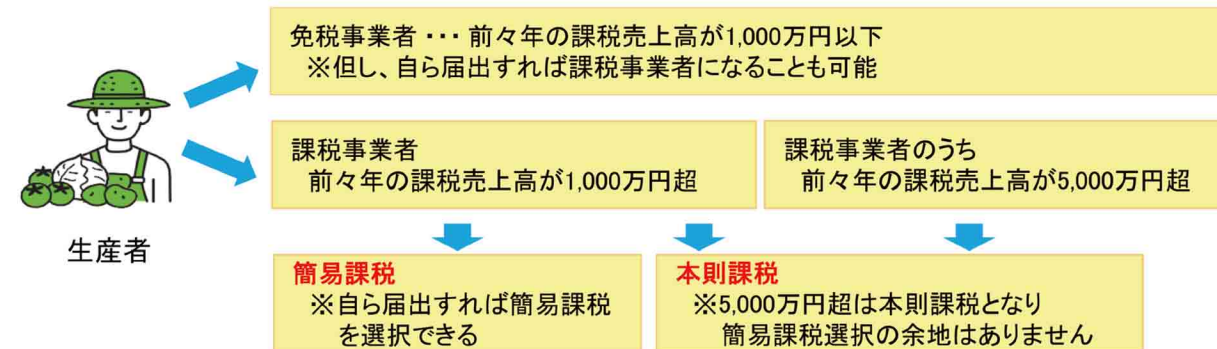 免税事業者 ・・・ 前々年の課税売上高が1,000万円以下
※但し、自ら届出すれば課税事業者になることも可能
生産者
課税事業者
前々年の課税売上高が1,000万円超
課税事業者のうち
前々年の課税売上高が5,000万円超
簡易課税
※自ら届出すれば簡易課税
を選択できる
本則課税
※5,000万円超は本則課税となり
簡易課税選択の余地はありません